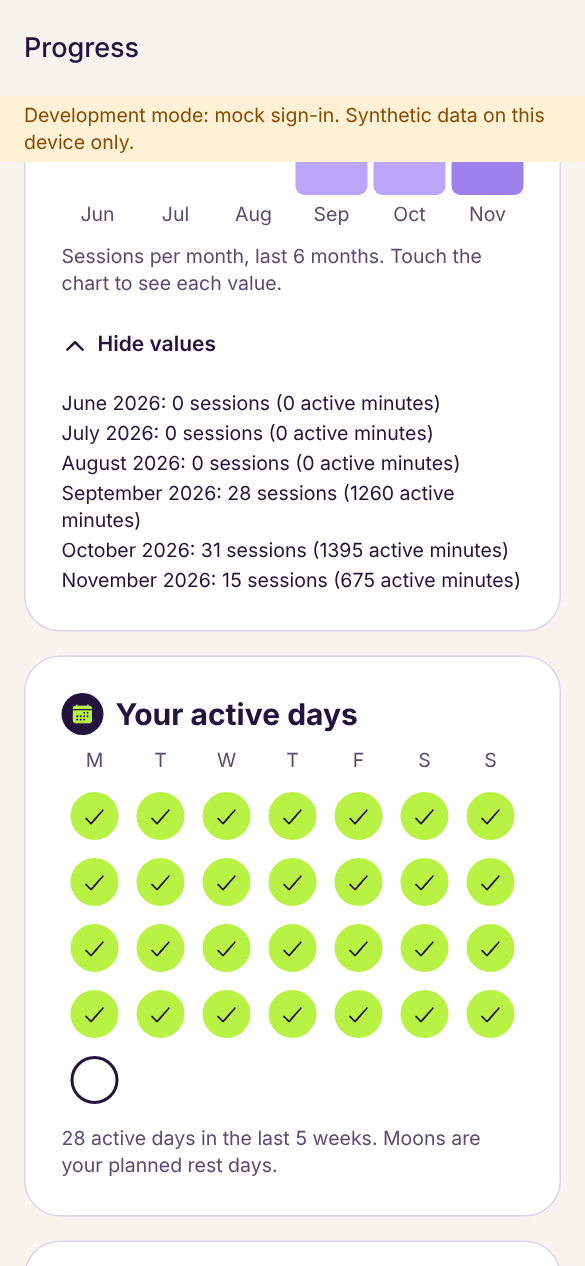 Progress
Development mode: mock sign-in. Synthetic data on this
device only.
Jun Jul Aug Sep Oct Nov
Sessions per month, last 6 months. Touch the
chart to see each value.
Hide values
June 2026: 0 sessions (0 active minutes)
July 2026: 0 sessions (0 active minutes)
August 2026: 0 sessions (0 active minutes)
September 2026: 28 sessions (1260 active
minutes)
October 2026: 31 sessions (1395 active minutes)
November 2026: 15 sessions (675 active minutes)
Your active days
M T W T F S S
28 active days in the last 5 weeks. Moons are
your planned rest days.